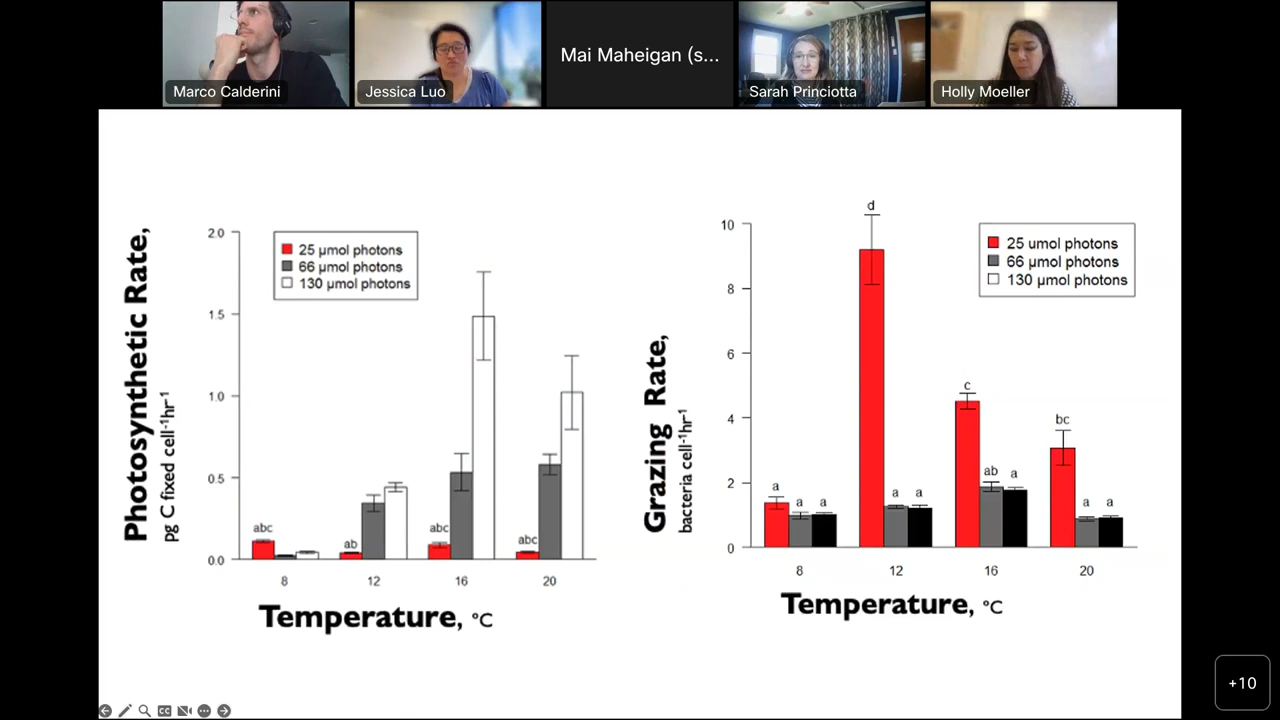 Marco Calderini
Jessica Luo
Mai Maheigan (s...
Sarah Princiotta
Holly Moeller
Photosynthetic Rate,
pg C fixed cell⁻¹hr⁻¹
2.0
1.5
1.0
0.5
0.0
25 µmol photons
66 µmol photons
130 µmol photons
abc
ab
abc
abc
8
12
16
20
Temperature, °C
Grazing Rate,
bacteria cell⁻¹hr⁻¹
10
8
6
4
2
0
25 umol photons
66 µmol photons
130 µmol photons
a
a
a
d
a
a
c
ab
a
bc
a
a
8
12
16
20
Temperature, °C
CC
+10